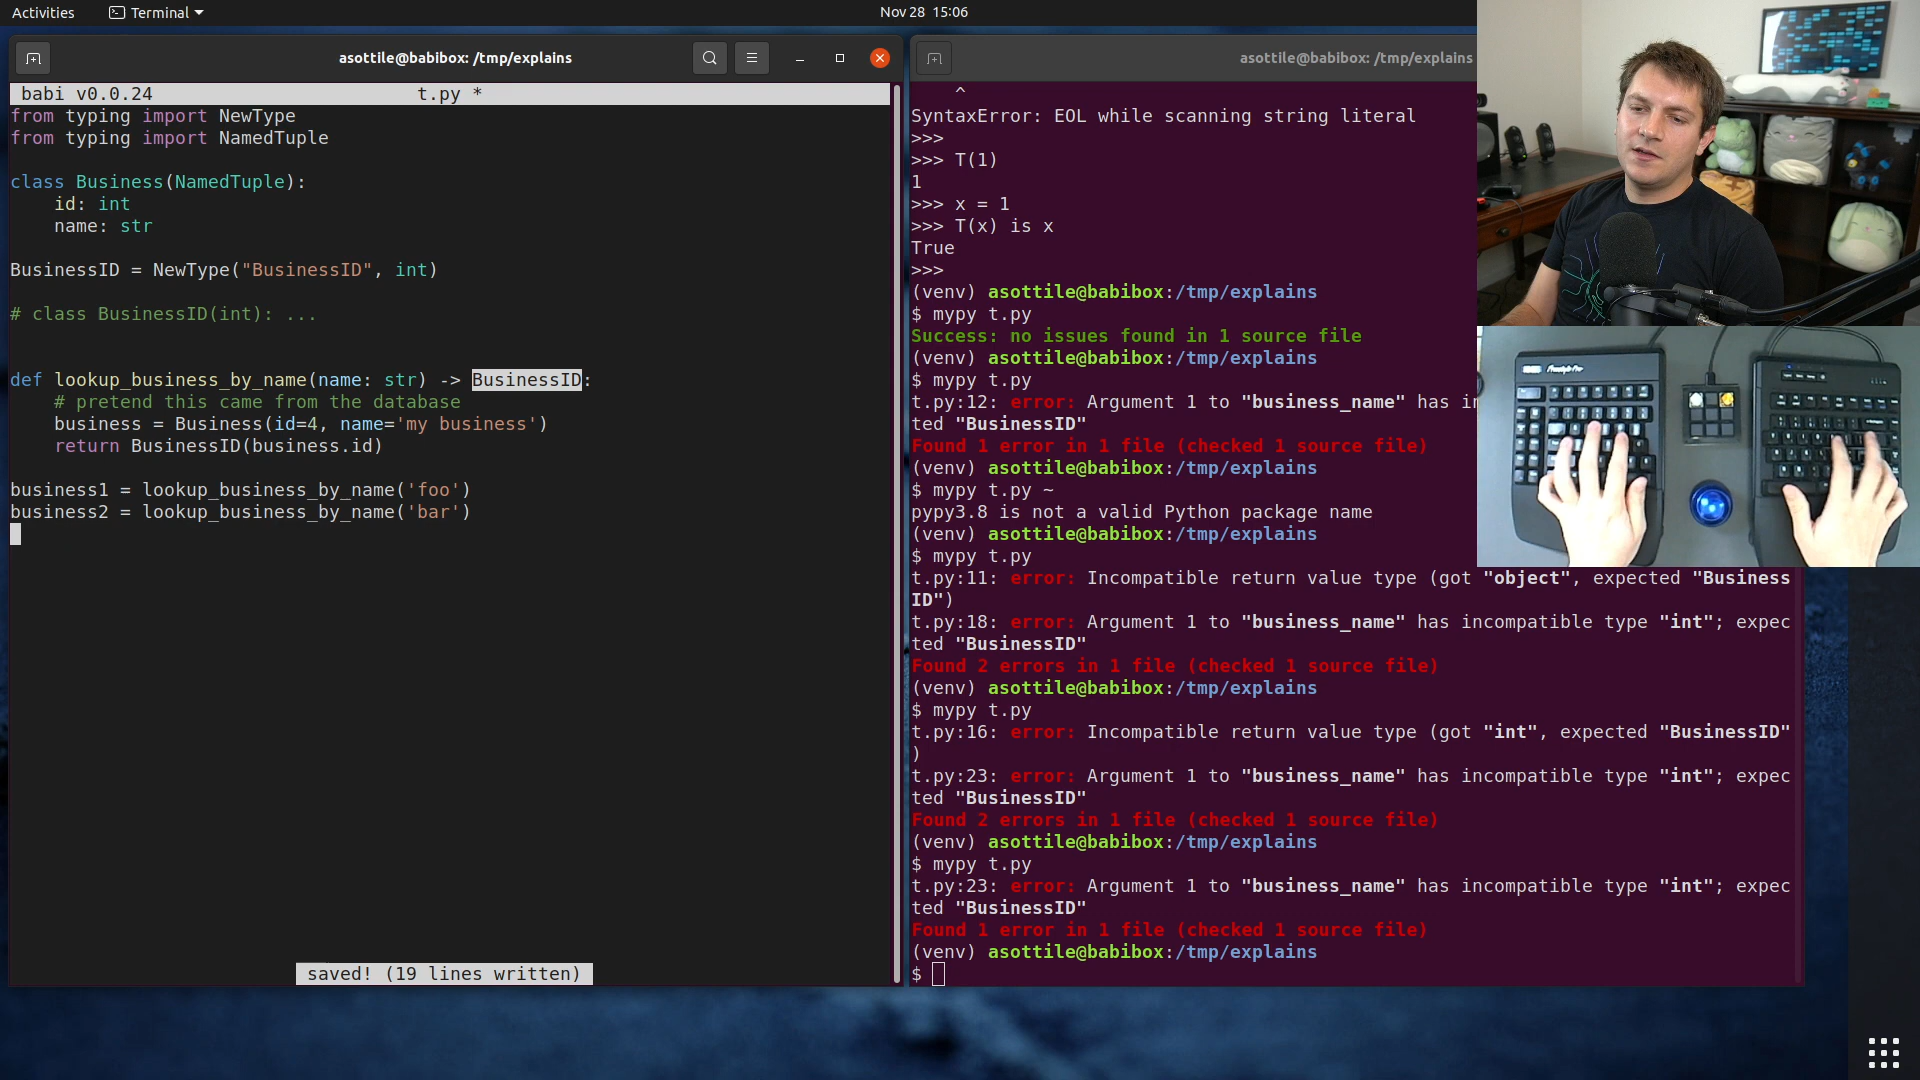 Activities
Terminal
Nov 28 15:06
asottile@babibox: /tmp/explains
babi v0.0.24 t.py *
from typing import NewType
from typing import NamedTuple
class Business(NamedTuple):
id: int
name: str
BusinessID = NewType("BusinessID", int)
# class BusinessID(int): ...
def lookup_business_by_name(name: str) -> BusinessID:
# pretend this came from the database
business = Business(id=4, name='my business')
return BusinessID(business.id)
business1 = lookup_business_by_name('foo')
business2 = lookup_business_by_name('bar')
saved! (19 lines written)
asottile@babibox: /tmp/explains
^
SyntaxError: EOL while scanning string literal
>>>
>>> T(1)
1
>>> x = 1
>>> T(x) is x
True
>>>
(venv) asottile@babibox:/tmp/explains
$ mypy t.py
Success: no issues found in 1 source file
(venv) asottile@babibox:/tmp/explains
$ mypy t.py
t.py:12: error: Argument 1 to "business_name" has in
ted "BusinessID"
Found 1 error in 1 file (checked 1 source file)
(venv) asottile@babibox:/tmp/explains
$ mypy t.py ~
pypy3.8 is not a valid Python package name
(venv) asottile@babibox:/tmp/explains
$ mypy t.py
t.py:11: error: Incompatible return value type (got "object", expected "Business
ID")
t.py:18: error: Argument 1 to "business_name" has incompatible type "int"; expec
ted "BusinessID"
Found 2 errors in 1 file (checked 1 source file)
(venv) asottile@babibox:/tmp/explains
$ mypy t.py
t.py:16: error: Incompatible return value type (got "int", expected "BusinessID"
)
t.py:23: error: Argument 1 to "business_name" has incompatible type "int"; expec
ted "BusinessID"
Found 2 errors in 1 file (checked 1 source file)
(venv) asottile@babibox:/tmp/explains
$ mypy t.py
t.py:23: error: Argument 1 to "business_name" has incompatible type "int"; expec
ted "BusinessID"
Found 1 error in 1 file (checked 1 source file)
(venv) asottile@babibox:/tmp/explains
$
Freestyle Pro